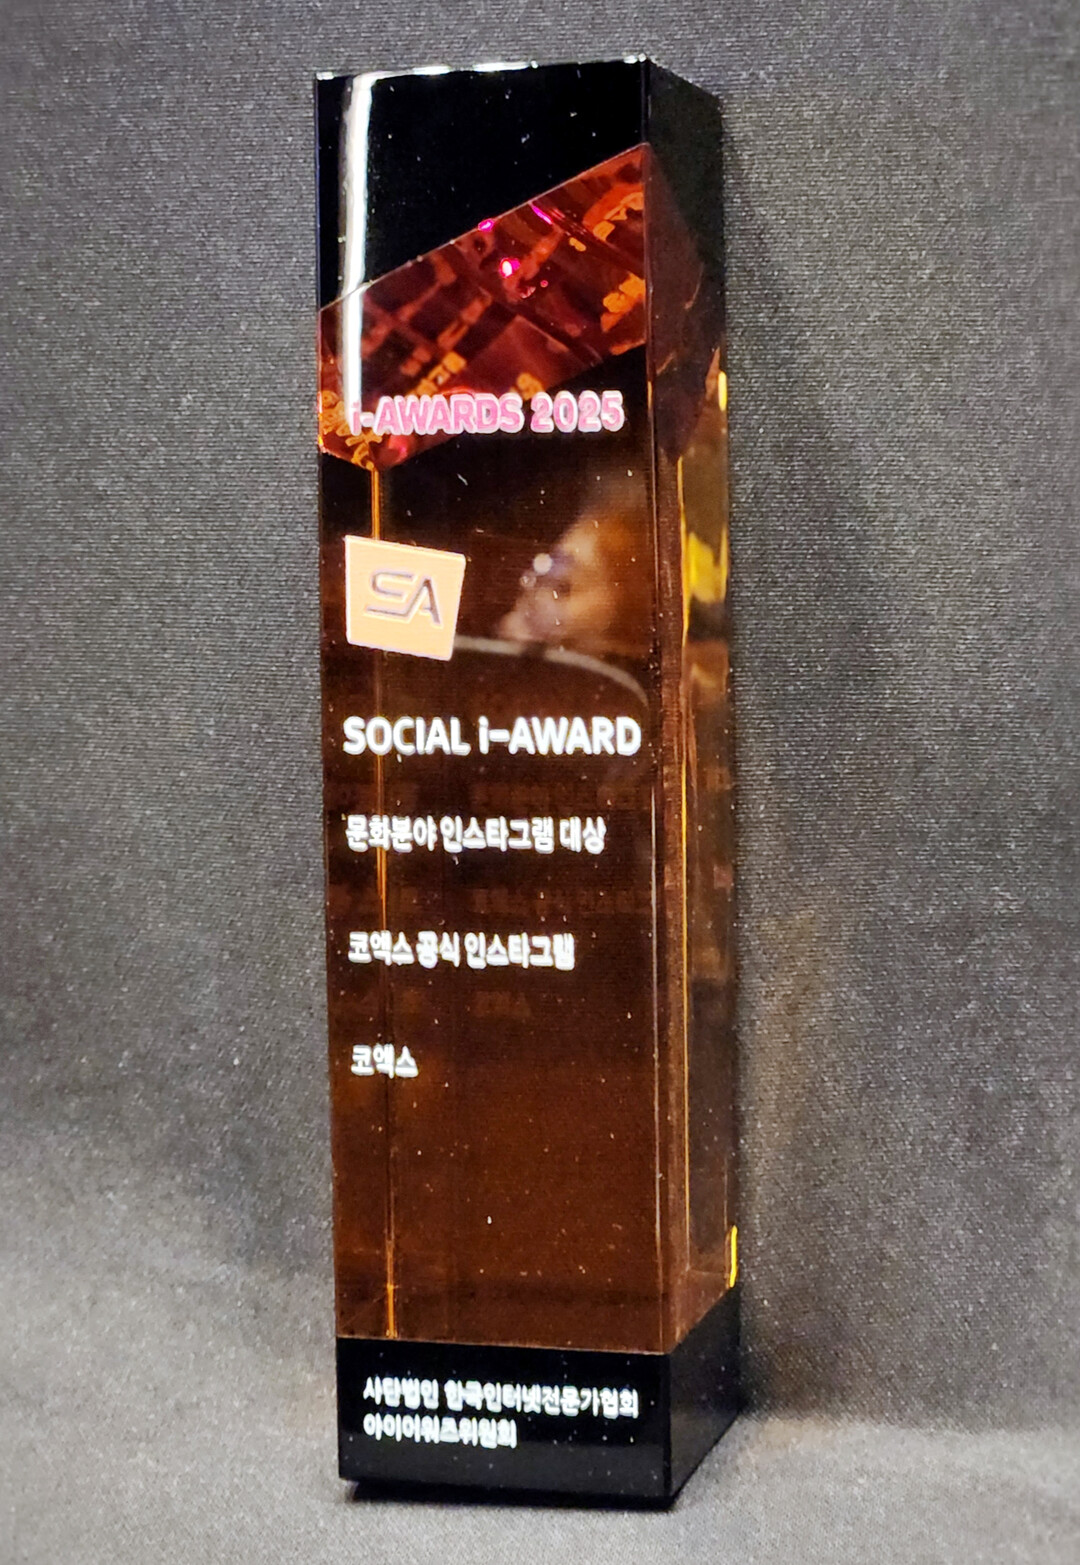 i-AWARDS 2025
SA
SOCIAL i-AWARD
문화분야 인스타그램 대상
코엑스 공식 인스타그램
코엑스
사단법인 한국인터넷전문가협회
아이어워즈위원회